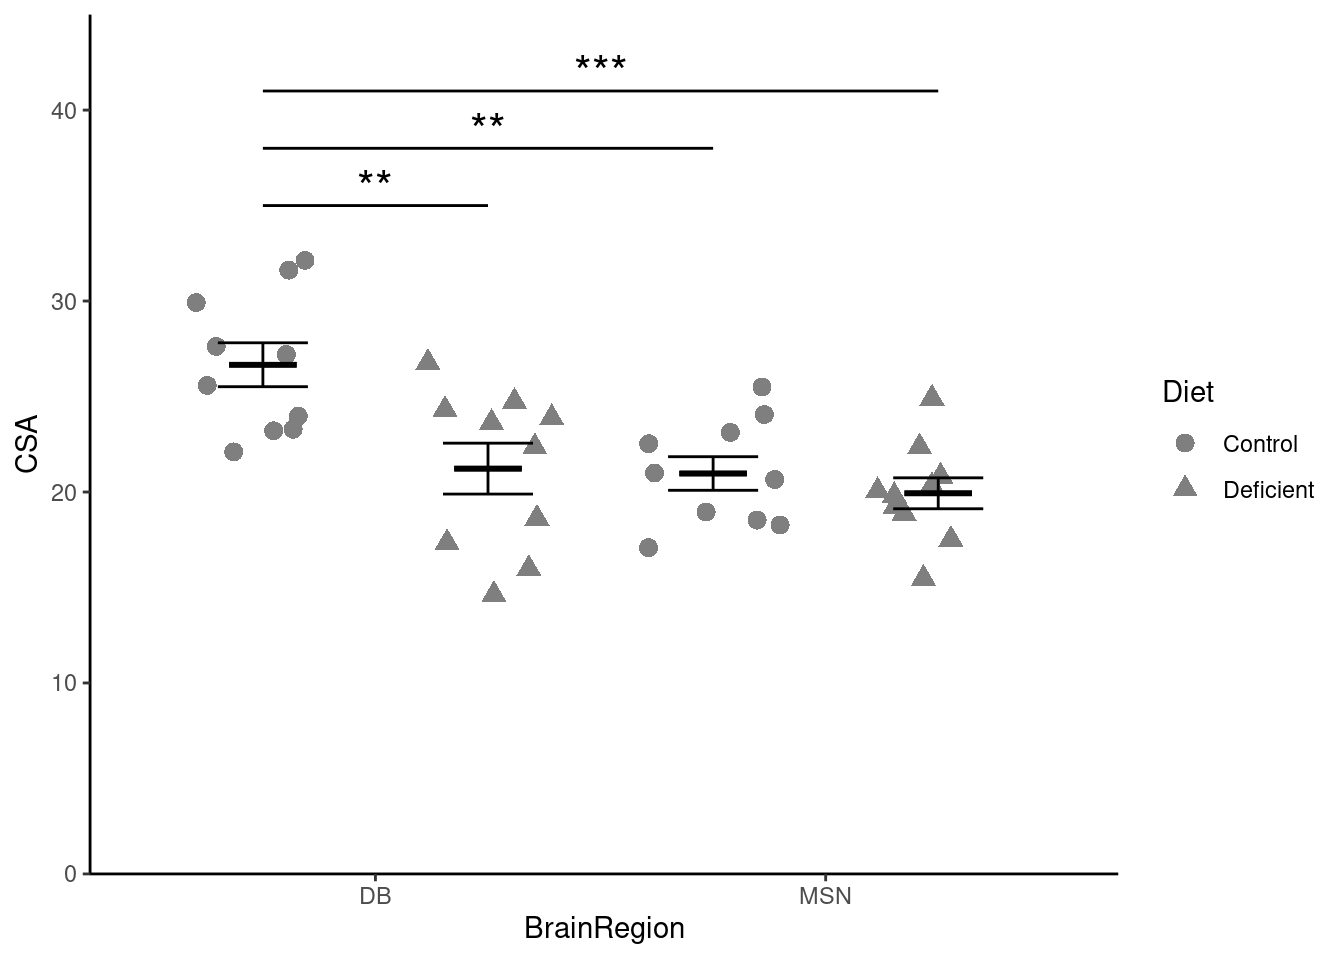 ***
**
**
40
30
20
10
0
CSA
DB
MSN
BrainRegion
Diet
Control
Deficient